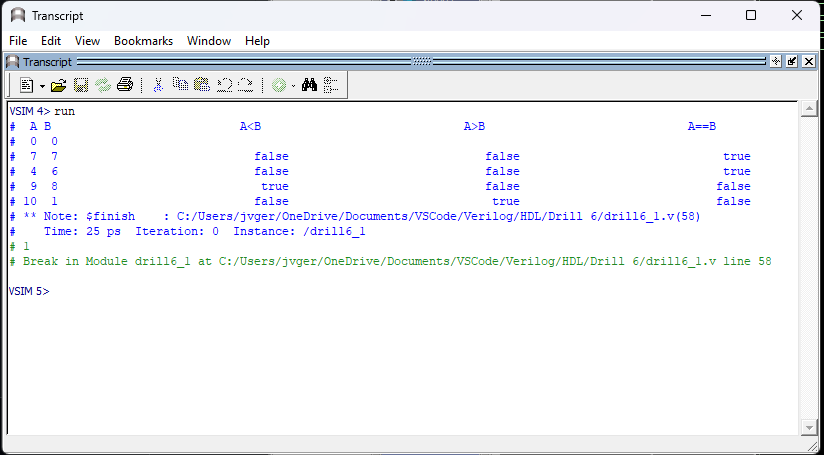 Transcript
File Edit View Bookmarks Window Help
Transcript
VSIM 4> run
# A B A<B A>B A==B
# 0 0
# 7 7 false false true
# 4 6 false false true
# 9 8 true false false
# 10 1 false true false
# ** Note: $finish : C:/Users/jvger/OneDrive/Documents/VSCode/Verilog/HDL/Drill 6/drill6_1.v(58)
# Time: 25 ps Iteration: 0 Instance: /drill6_1
# 1
# Break in Module drill6_1 at C:/Users/jvger/OneDrive/Documents/VSCode/Verilog/HDL/Drill 6/drill6_1.v line 58
VSIM 5>